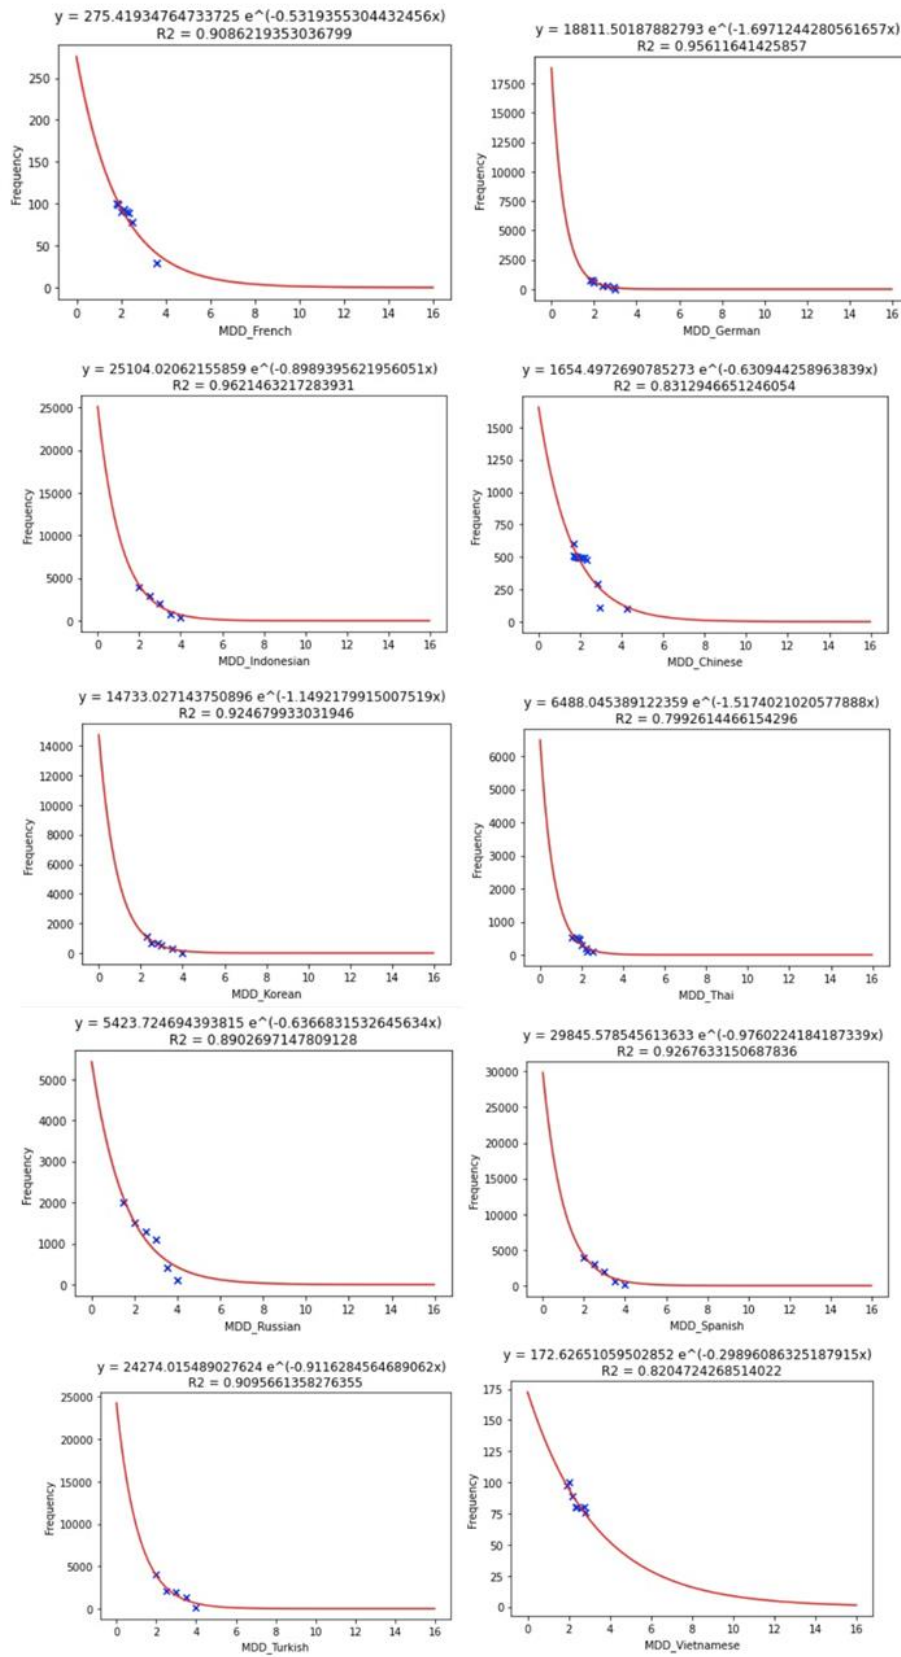 y = 275.41934764733725 e^(-0.5319355304432456x)
R2 = 0.9086219353036799
250
200
150
100
50
0
Frequency
0 2 4 6 8 10 12 14 16
MDD_French
y = 18811.50187882793 e^(-1.6971244280561657x)
R2 = 0.95611641425857
17500
15000
12500
10000
7500
5000
2500
0
Frequency
0 2 4 6 8 10 12 14 16
MDD_German
y = 25104.02062155859 e^(-0.8989395621956051x)
R2 = 0.9621463217283931
25000
20000
15000
10000
5000
0
Frequency
0 2 4 6 8 10 12 14 16
MDD_Indonesian
y = 1654.4972690785273 e^(-0.630944258963839x)
R2 = 0.8312946651246054
1500
1250
1000
750
500
250
0
Frequency
0 2 4 6 8 10 12 14 16
MDD_Chinese
y = 14733.027143750896 e^(-1.1492179915007519x)
R2 = 0.924679933031946
14000
12000
10000
8000
6000
4000
2000
0
Frequency
0 2 4 6 8 10 12 14 16
MDD_Korean
y = 6488.045389122359 e^(-1.5174021020577888x)
R2 = 0.7992614466154296
6000
5000
4000
3000
2000
1000
0
Frequency
0 2 4 6 8 10 12 14 16
MDD_Thai
y = 5423.724694393815 e^(-0.6366831532645634x)
R2 = 0.8902697147809128
5000
4000
3000
2000
1000
0
Frequency
0 2 4 6 8 10 12 14 16
MDD_Russian
y = 29845.578545613633 e^(-0.9760224184187339x)
R2 = 0.9267633150687836
30000
25000
20000
15000
10000
5000
0
Frequency
0 2 4 6 8 10 12 14 16
MDD_Spanish
y = 24274.015489027624 e^(-0.9116284564689062x)
R2 = 0.9095661358276355
25000
20000
15000
10000
5000
0
Frequency
0 2 4 6 8 10 12 14 16
MDD_Turkish
y = 172.62651059502852 e^(-0.29896086325187915x)
R2 = 0.8204724268514022
175
150
125
100
75
50
25
0
Frequency
0 2 4 6 8 10 12 14 16
MDD_Vietnamese